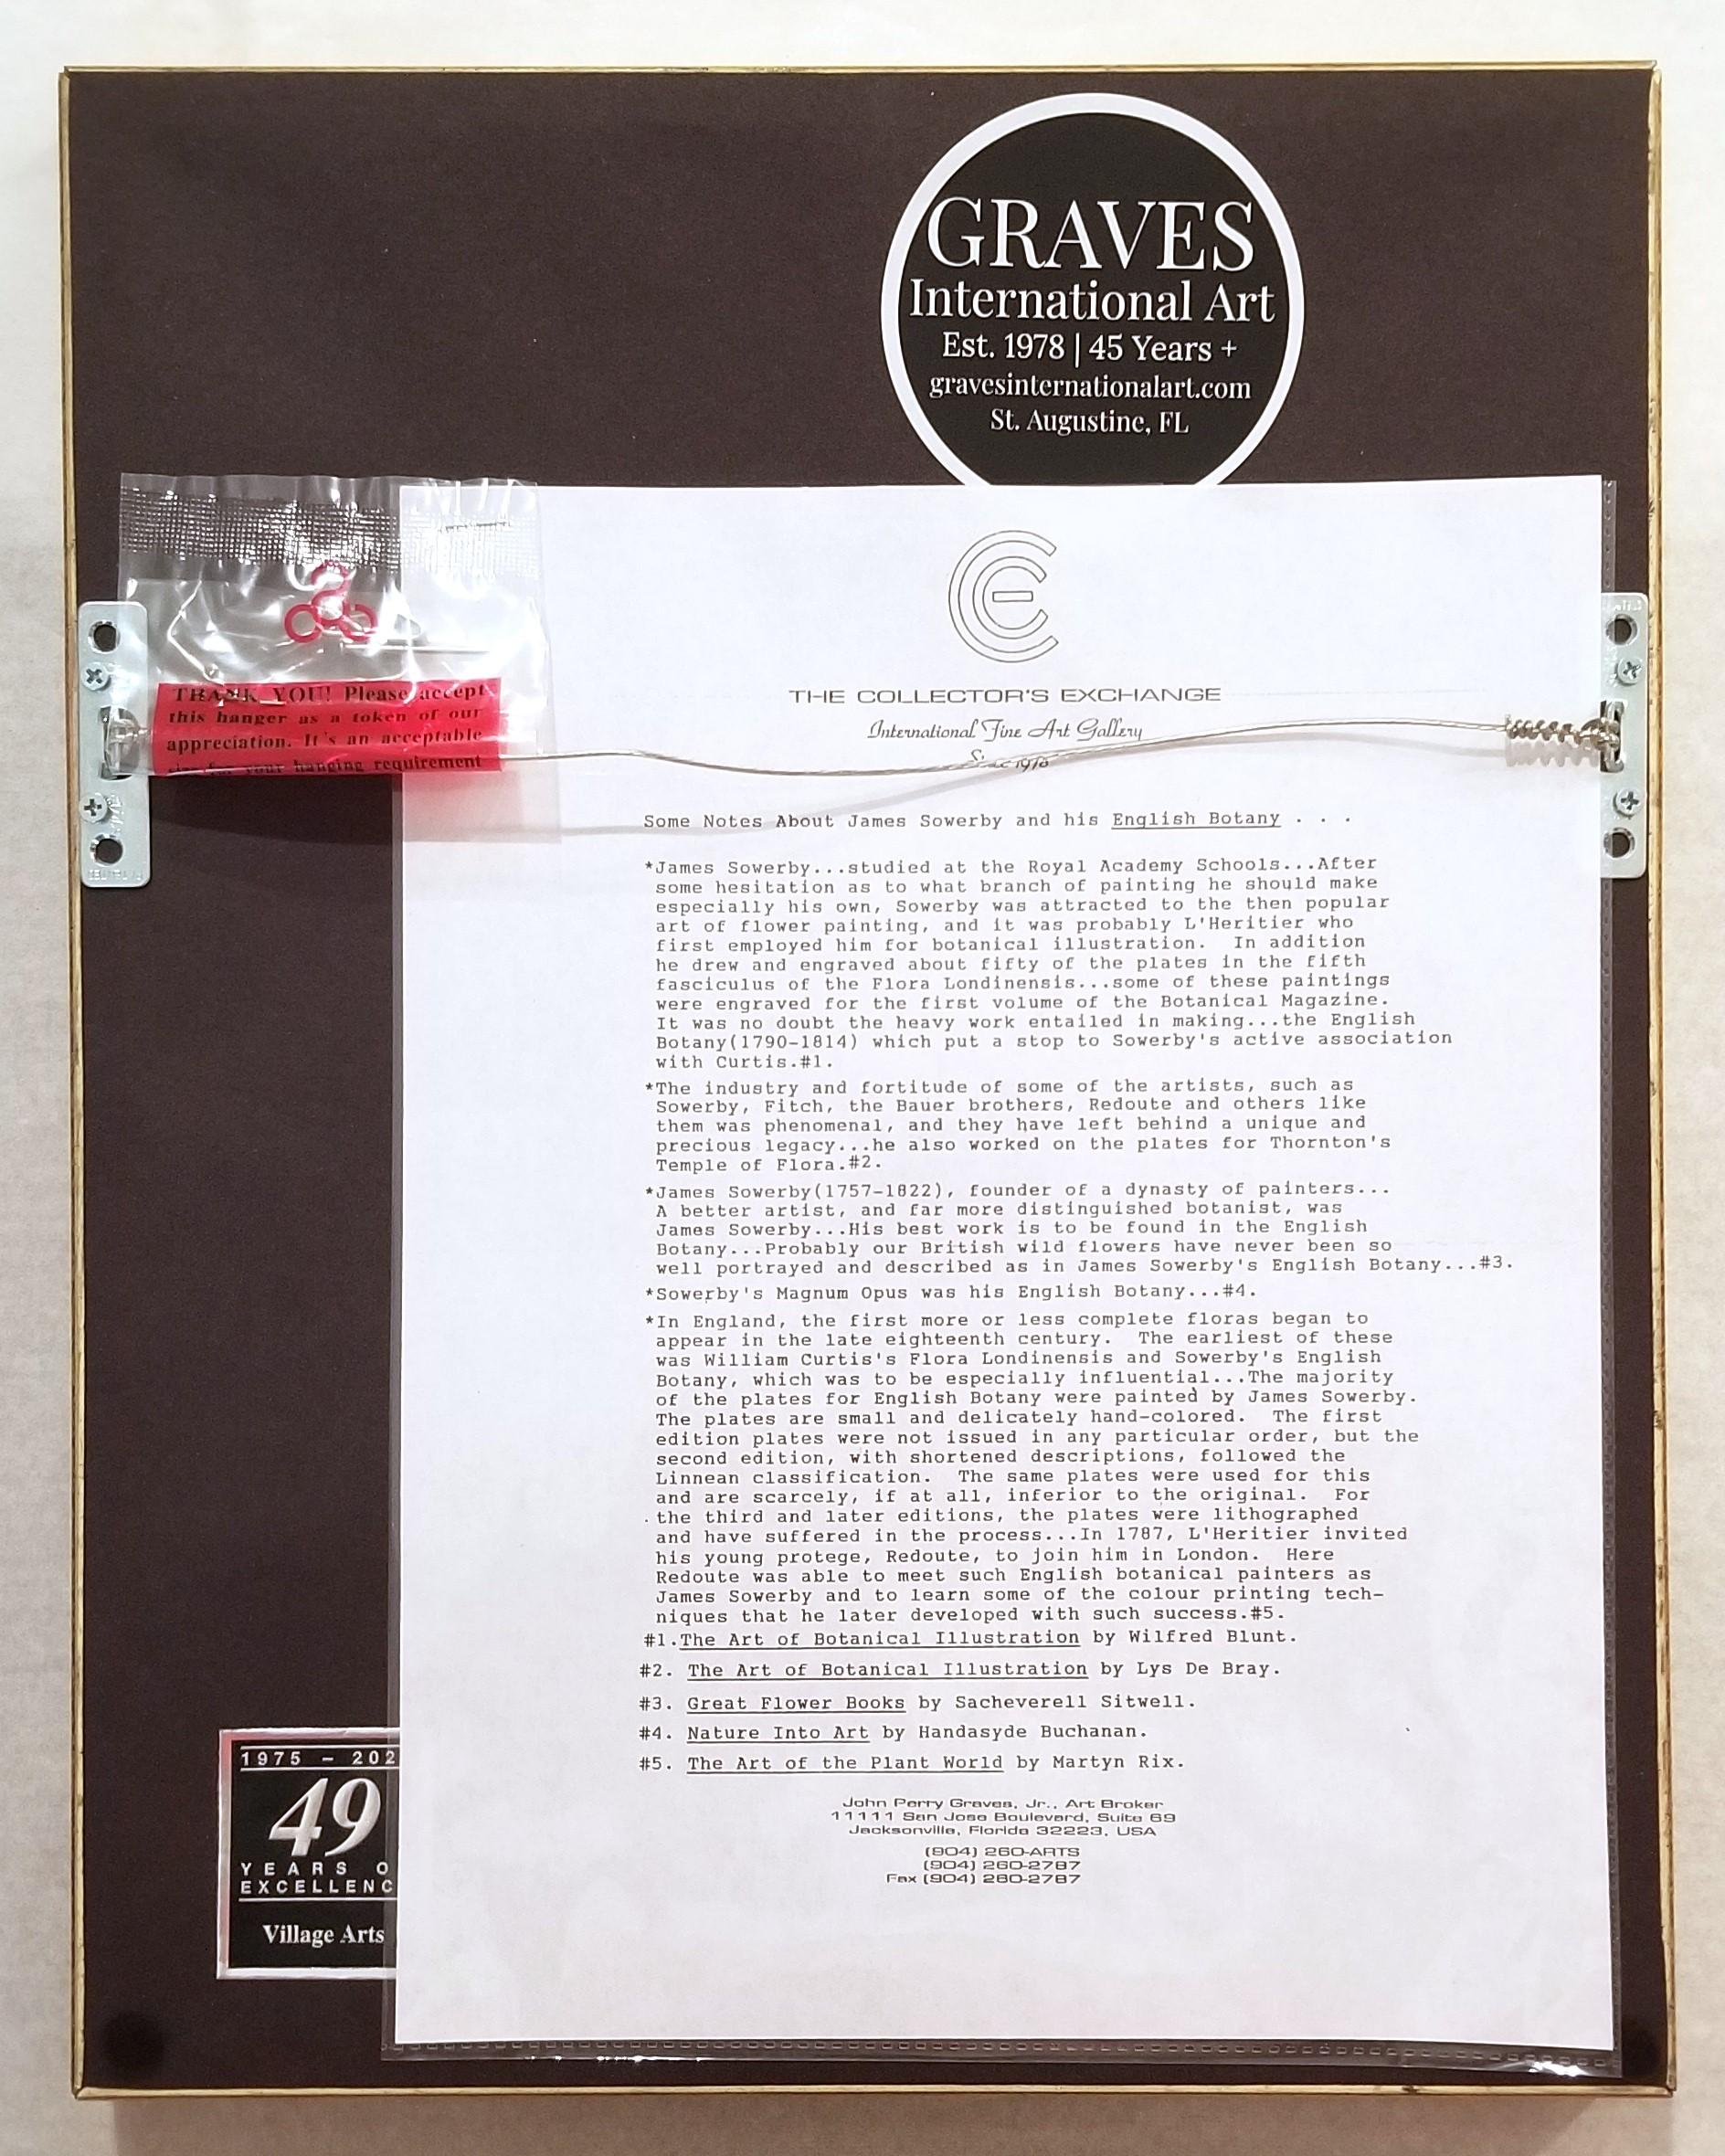 GRAVES
International Art
Est. 1978 | 45 Years +
gravesinternationalart.com
St. Augustine, FL
THANK YOU! Please accept
this hanger as a token of our
appreciation. It's an acceptable
for your hanging requirement
CE
THE COLLECTOR'S EXCHANGE
International Fine Art Gallery
Some Notes About James Sowerby and his English Botany . . .
*James Sowerby...studied at the Royal Academy Schools...After
some hesitation as to what branch of painting he should make
especially his own, Sowerby was attracted to the then popular
art of flower painting, and it was probably L'Heritier who
first employed him for botanical illustration. In addition
he drew and engraved about fifty of the plates in the fifth
fasciculus of the Flora Londinensis...some of these paintings
were engraved for the first volume of the Botanical Magazine.
It was no doubt the heavy work entailed in making...the English
Botany(1790-1814) which put a stop to Sowerby's active association
with Curtis.#1.
*The industry and fortitude of some of the artists, such as
Sowerby, Fitch, the Bauer brothers, Redoute and others like
them was phenomenal, and they have left behind a unique and
precious legacy...he also worked on the plates for Thornton's
Temple of Flora.#2.
*James Sowerby(1757-1822), founder of a dynasty of painters...
A better artist, and far more distinguished botanist, was
James Sowerby...His best work is to be found in the English
Botany...Probably our British wild flowers have never been so
well portrayed and described as in James Sowerby's English Botany...#3.
*Sowerby's Magnum Opus was his English Botany...#4.
*In England, the first more or less complete floras began to
appear in the late eighteenth century. The earliest of these
was William Curtis's Flora Londinensis and Sowerby's English
Botany, which was to be especially influential...The majority
of the plates for English Botany were painted by James Sowerby.
The plates are small and delicately hand-colored. The first
edition plates were not issued in any particular order, but the
second edition, with shortened descriptions, followed the
Linnean classification. The same plates were used for this
and are scarcely, if at all, inferior to the original. For
the third and later editions, the plates were lithographed
and have suffered in the process...In 1787, L'Heritier invited
his young protege, Redoute, to join him in London. Here
Redoute was able to meet such English botanical painters as
James Sowerby and to learn some of the colour printing tech-
niques that he later developed with such success.#5.
#1.The Art of Botanical Illustration by Wilfred Blunt.
#2. The Art of Botanical Illustration by Lys De Bray.
#3. Great Flower Books by Sacheverell Sitwell.
#4. Nature Into Art by Handasyde Buchanan.
#5. The Art of the Plant World by Martyn Rix.
John Perry Graves, Jr., Art Broker
11111 San Jose Boulevard, Suite 69
Jacksonville, Florida 32223, USA
(904) 260-ARTS
(904) 260-2787
Fax (904) 260-2787
1975 - 202
49
YEARS O
EXCELLENC
Village Arts